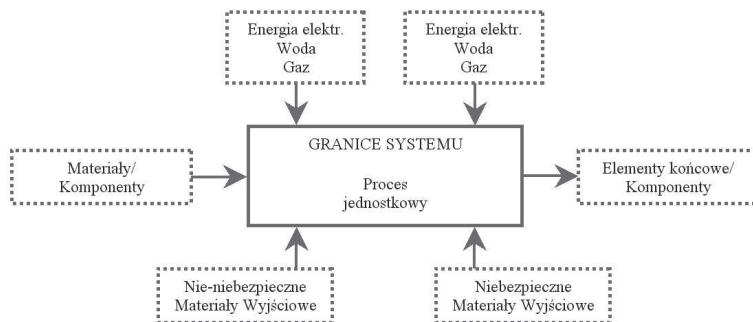 Energia elektr.
Woda
Gaz
Energia elektr.
Woda
Gaz
GRANICE SYSTEMU
Materiały/
Komponenty
Proces
jednostkowy
Elementy końcowe/
Komponenty
Nie-niebezpieczne
Materiały Wyjściowe
Niebezpieczne
Materiały Wyjściowe